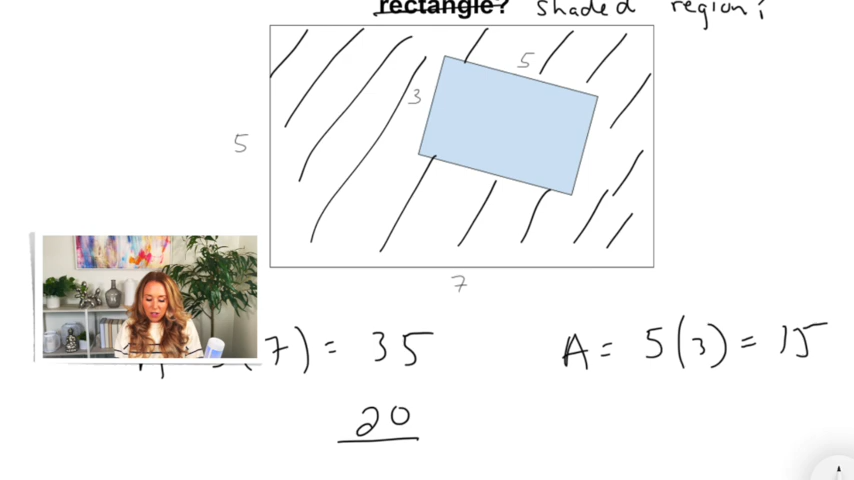 rectangle? shaded region?
5
3
5
7
7) = 35
A = 5(3) = 15
20